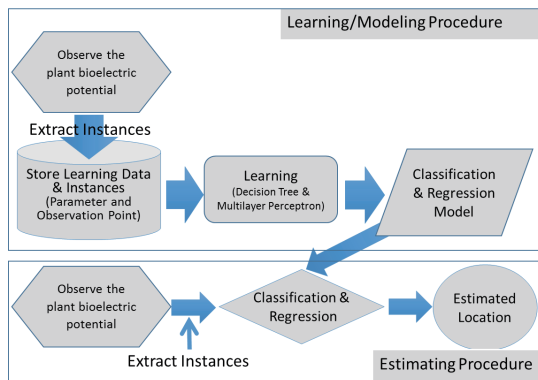 Learning/Modeling Procedure
Observe the
plant bioelectric
potential
Extract Instances
Store Learning Data
& Instances
(Parameter and
Observation Point)
Learning
(Decision Tree &
Multilayer Perceptron)
Classification
& Regression
Model
Observe the
plant bioelectric
potential
Extract Instances
Classification &
Regression
Estimated
Location
Estimating Procedure